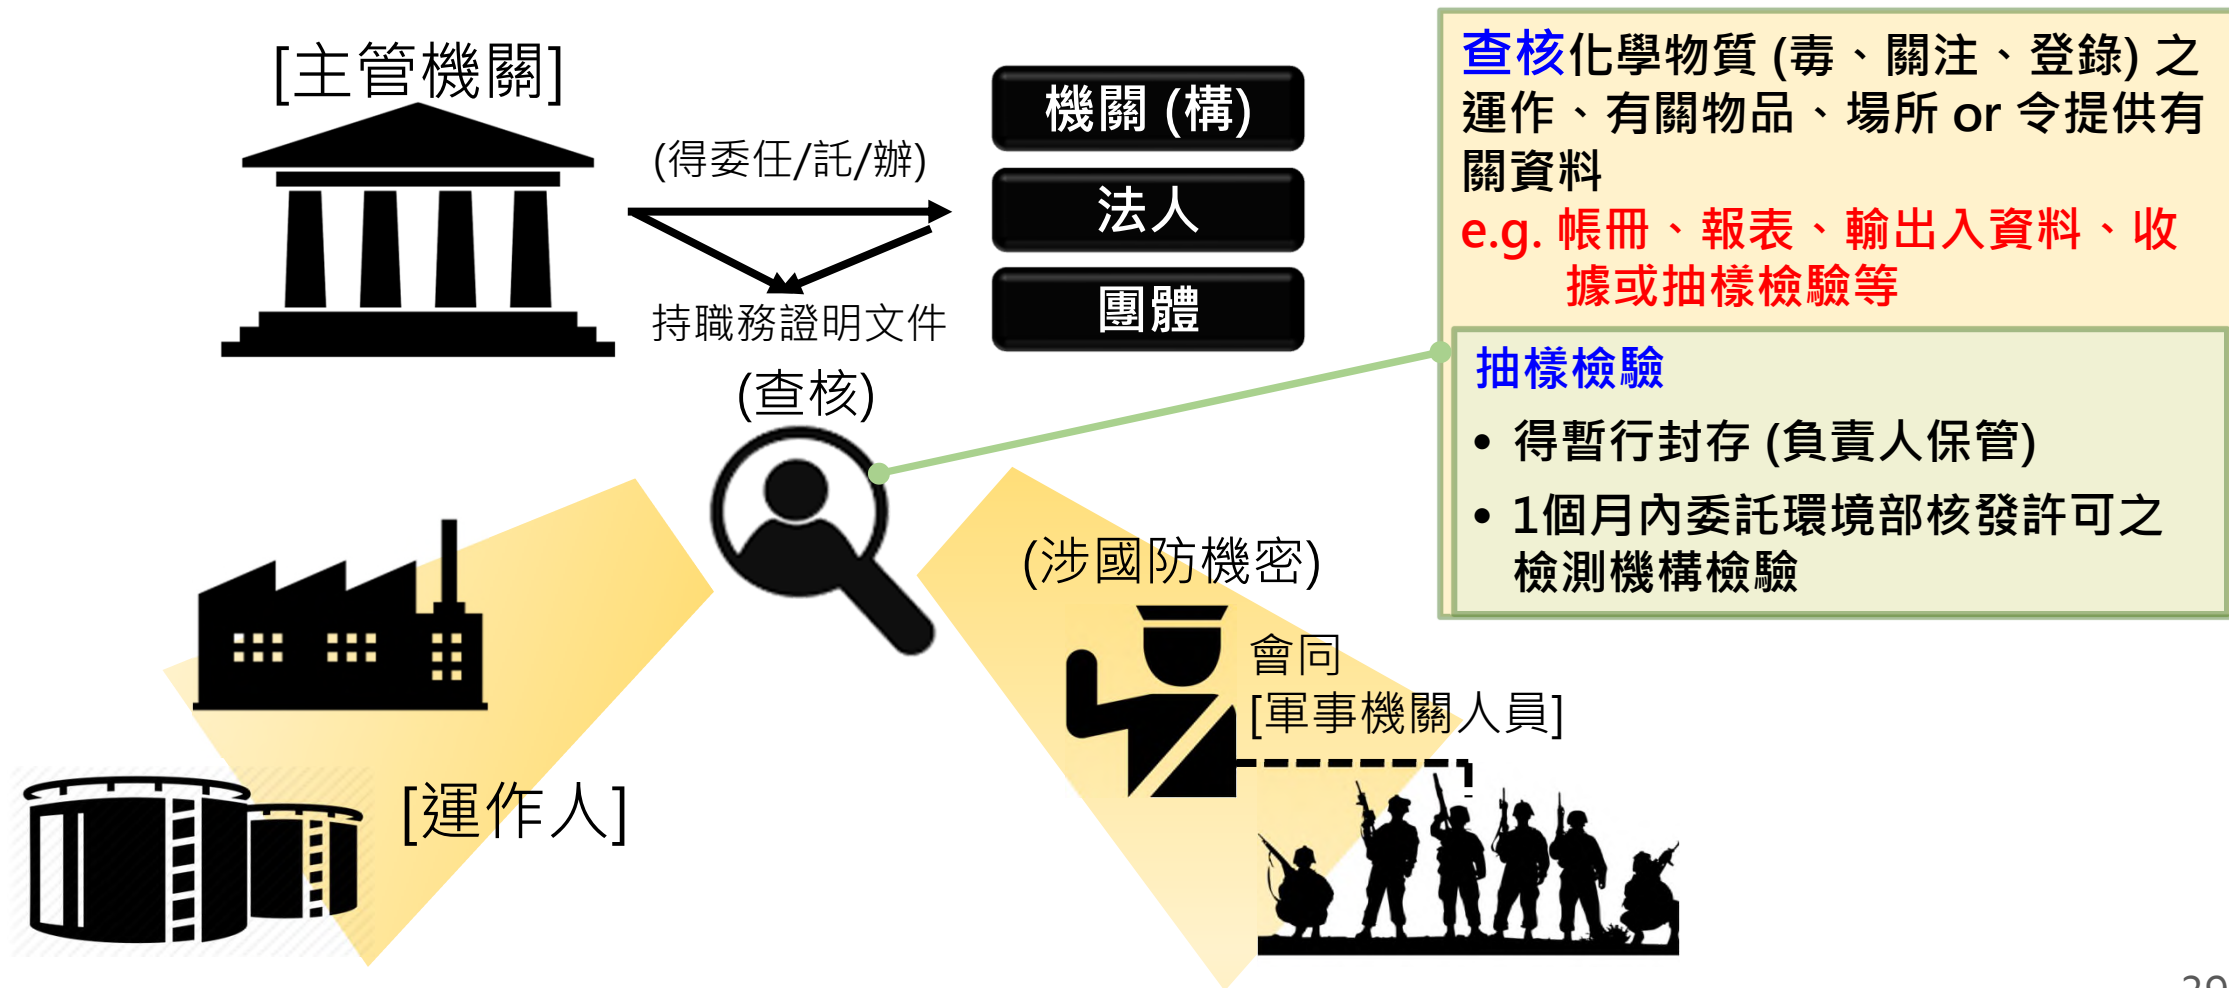 [主管機關]
(得委任/託/辦)
持職務證明文件
(查核)
機關 (構)
法人
團體
查核化學物質 (毒、關注、登錄) 之
運作、有關物品、場所 or 令提供有
關資料
e.g. 帳冊、報表、輸出入資料、收
據或抽樣檢驗等
抽樣檢驗
• 得暫行封存 (負責人保管)
• 1個月內委託環境部核發許可之
檢測機構檢驗
(涉國防機密)
會同
[軍事機關人員]
[運作人]